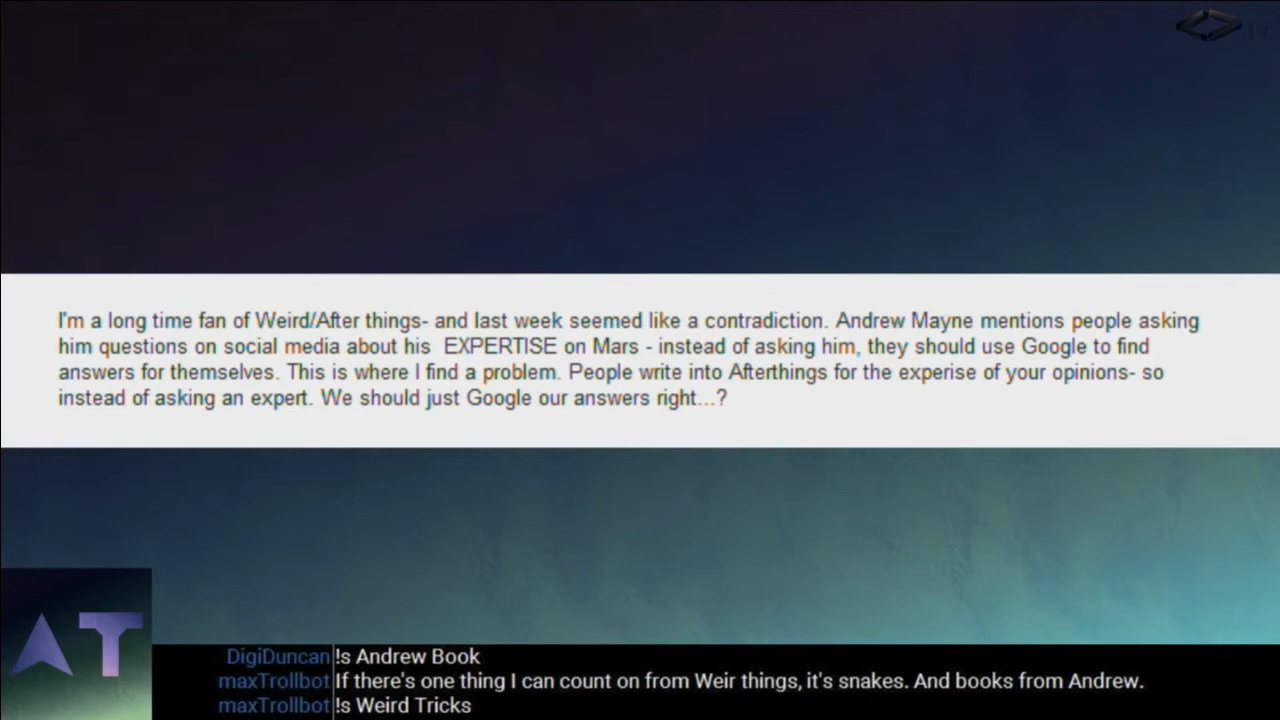 I'm a long time fan of Weird/After things- and last week seemed like a contradiction. Andrew Mayne mentions people asking
him questions on social media about his EXPERTISE on Mars - instead of asking him, they should use Google to find
answers for themselves. This is where I find a problem. People write into Afterthings for the experise of your opinions- so
instead of asking an expert. We should just Google our answers right...?
AT
DigiDuncan !s Andrew Book
maxTrollbot If there's one thing I can count on from Weir things, it's snakes. And books from Andrew.
maxTrollbot !s Weird Tricks